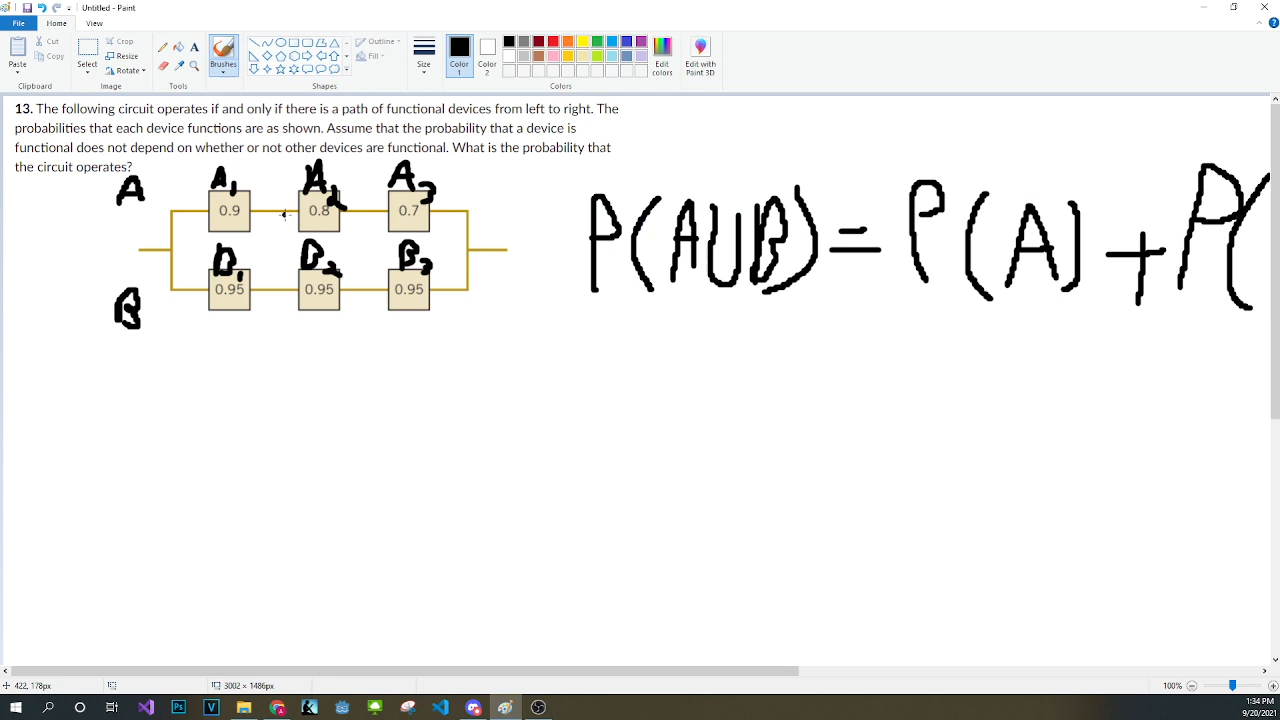 Untitled - Paint
File Home View
Paste Cut Copy Clipboard
Select Crop Resize Rotate Image
A Tools
Brushes
Outline Fill Shapes
Size
Color 1 Color 2 Edit colors Edit with Paint 3D Colors
13. The following circuit operates if and only if there is a path of functional devices from left to right. The
probabilities that each device functions are as shown. Assume that the probability that a device is
functional does not depend on whether or not other devices are functional. What is the probability that
the circuit operates?
A A1 A2 A3
0.9 0.8 0.7
B1 B2 B3
0.95 0.95 0.95
B
P(AUB) = P(A) + P(
422, 178px 3002 × 1486px 100%
1:34 PM
9/20/2021